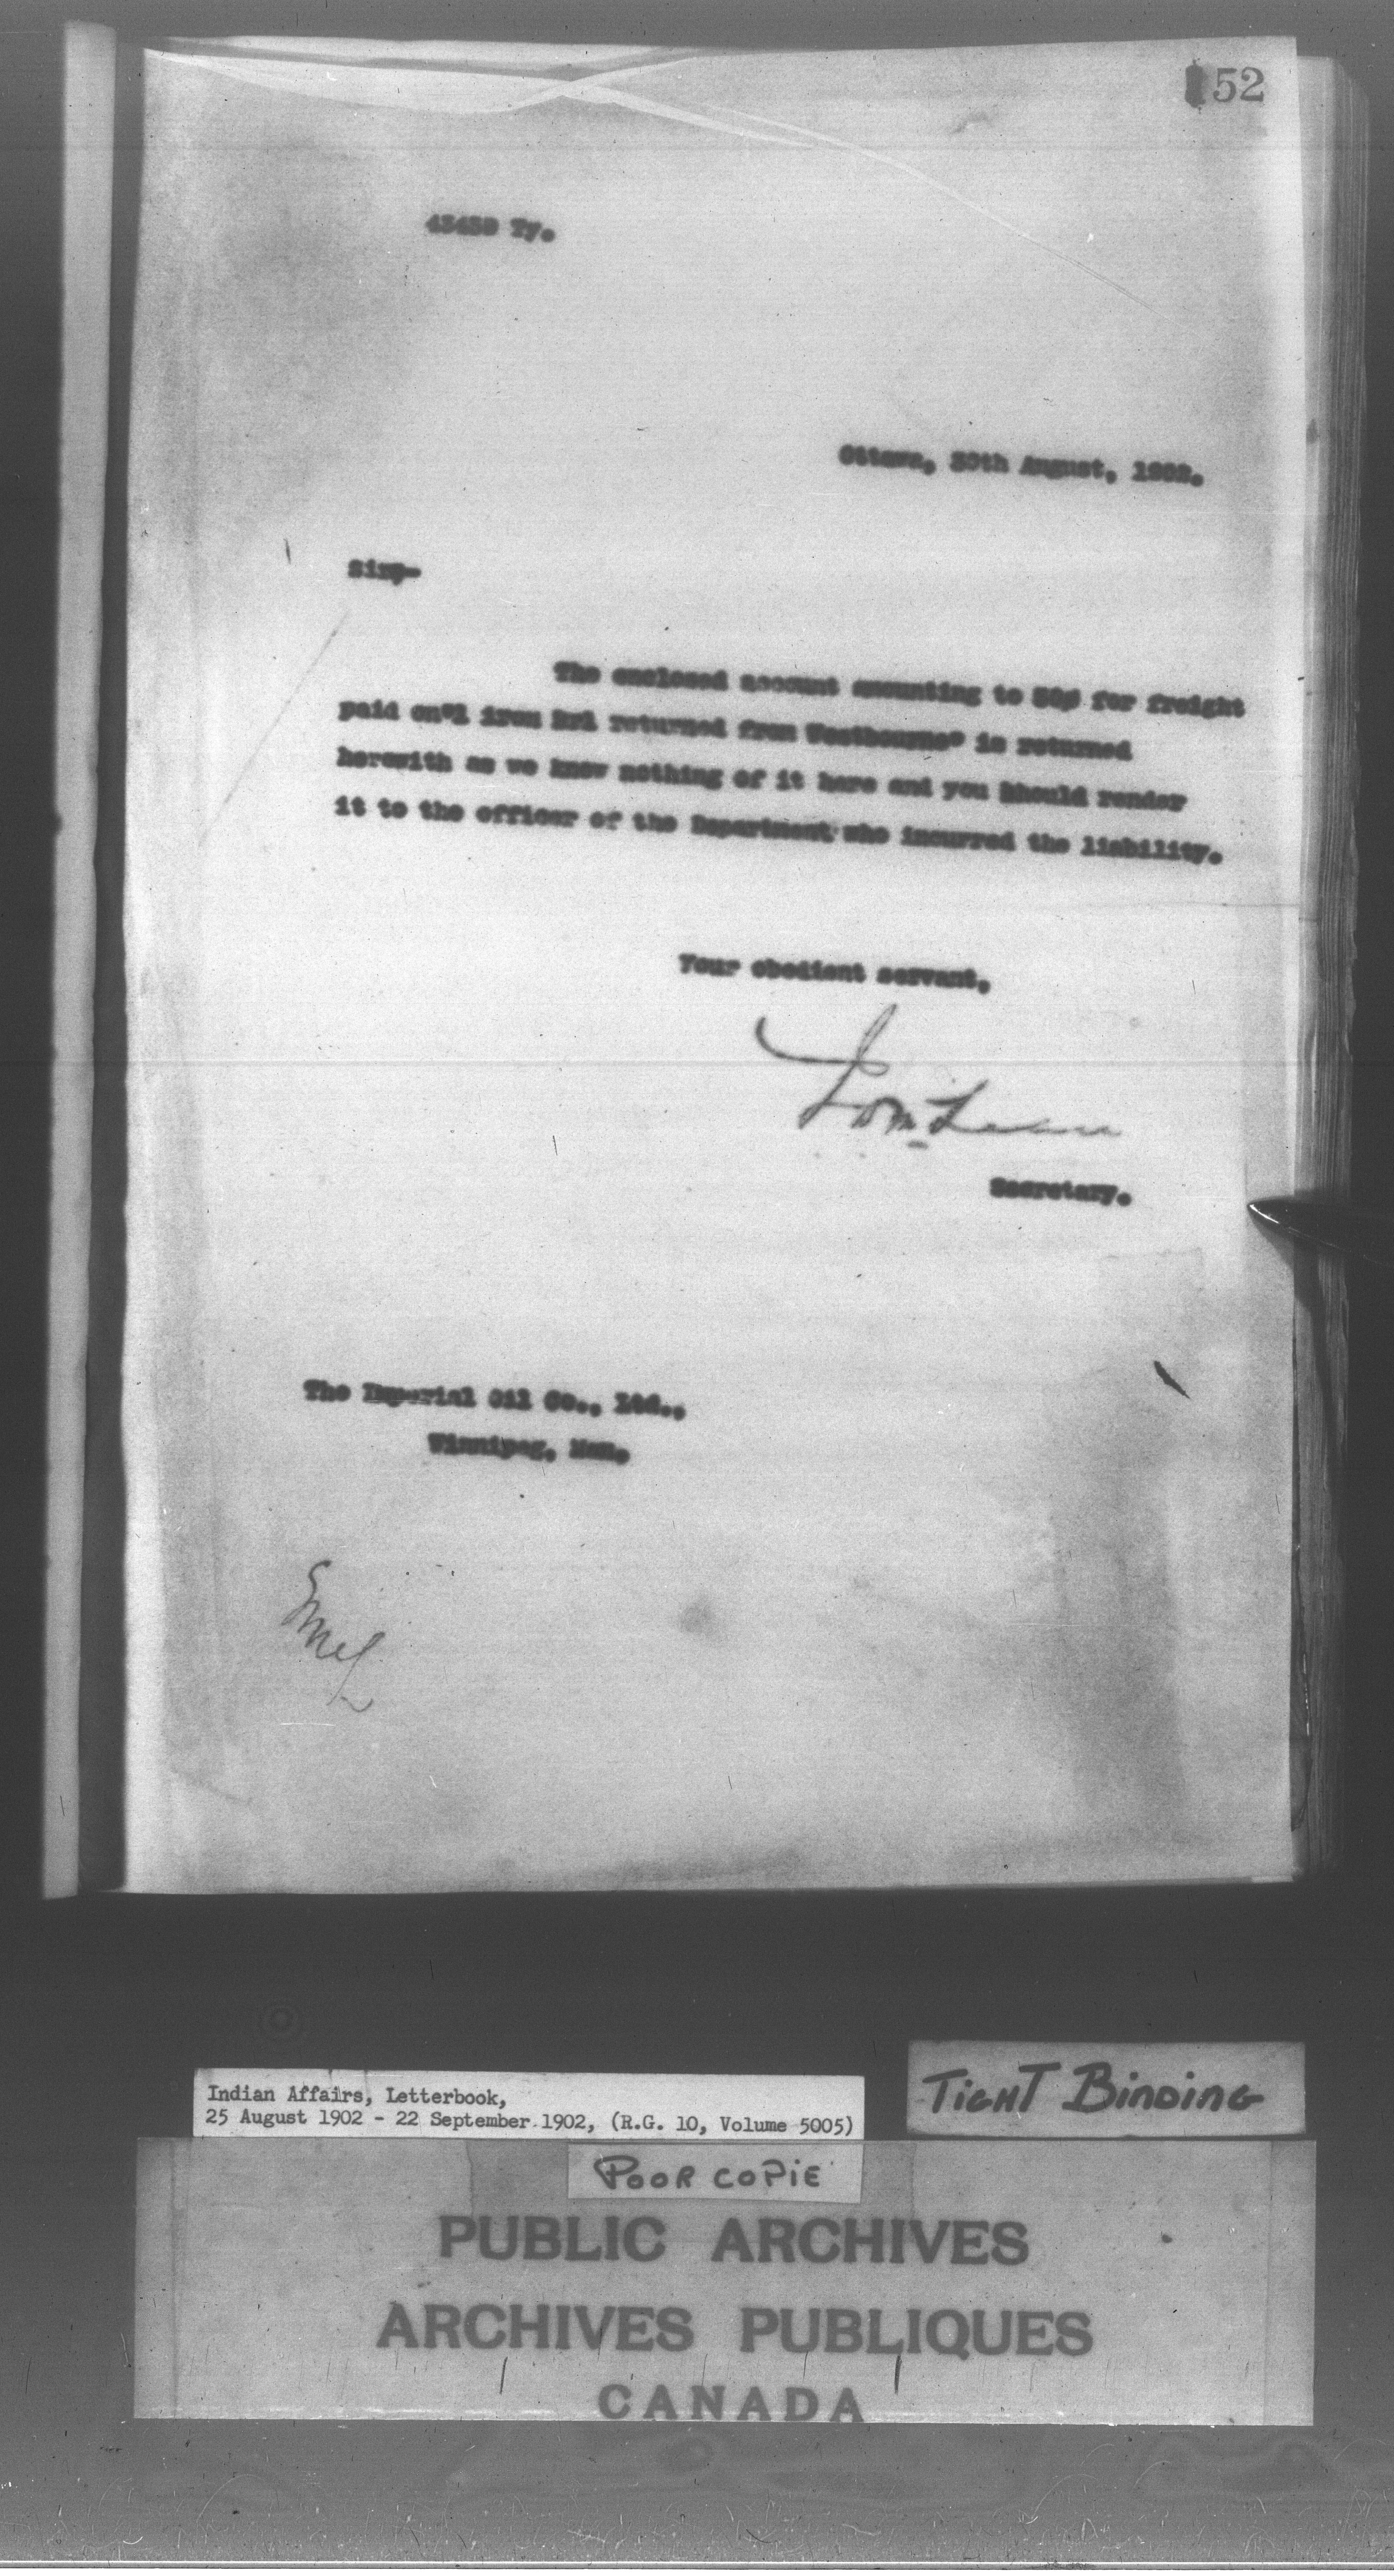 52
Ty.
Ottawa, 30th August, 1902.
Sir:-
The enclosed account amounting to 50¢ for freight
paid on"1 iron Brl returned from Westbourne" is returned
herewith as we know nothing of it here and you should render
it to the officer of the Department who incurred the liability.
Your obedient servant,
Secretary.
The Imperial Oil Co., Ltd.,
Winnipeg, Man.
Indian Affairs, Letterbook,
25 August 1902 - 22 September 1902, (R.G. 10, Volume 5005)
TIGHT BINDING
POOR COPIE
PUBLIC ARCHIVES
ARCHIVES PUBLIQUES
CANADA